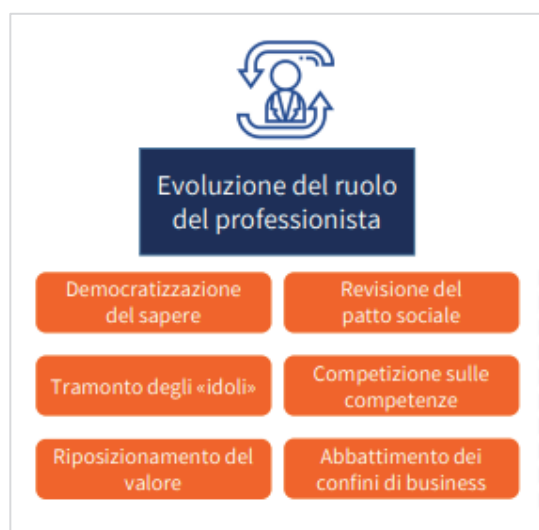 Evoluzione del ruolo
del professionista
Democratizzazione
del sapere
Revisione del
patto sociale
Tramonto degli «idoli»
Competizione sulle
competenze
Riposizionamento del
valore
Abbattimento dei
confini di business